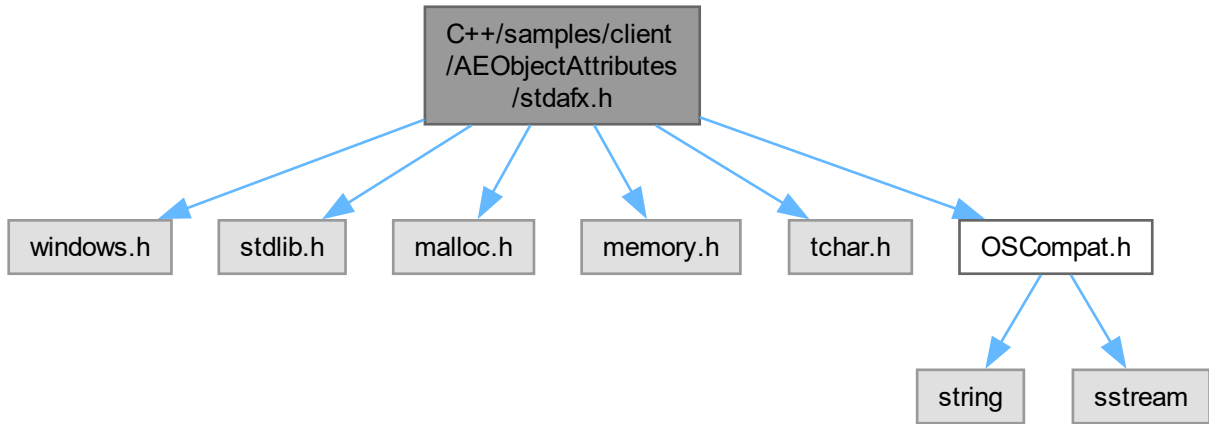 C++/samples/client
/AEObjectAttributes
/stdafx.h
windows.h
stdlib.h
malloc.h
memory.h
tchar.h
OSCompat.h
string
sstream